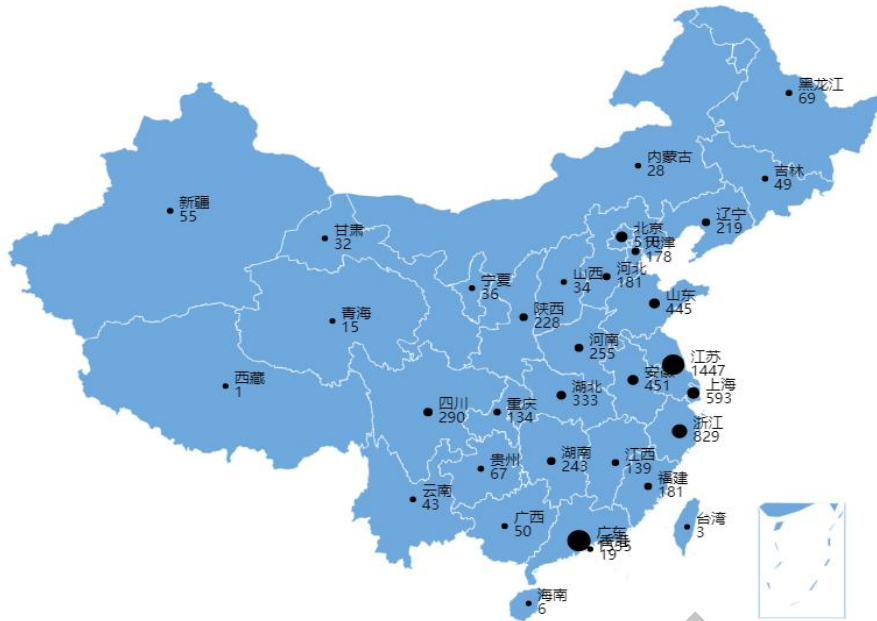 黑龙江
69
内蒙古
28
吉林
49
新疆
55
辽宁
219
甘肃
32
北京
天津
178
宁夏
36
山西
34
河北
181
山东
445
青海
15
陕西
228
河南
255
江苏
1447
西藏
1
安徽
451
上海
593
四川
290
重庆
134
湖北
333
浙江
829
贵州
67
湖南
243
江西
139
福建
181
云南
43
广西
50
广东
香港
19
台湾
3
海南
6